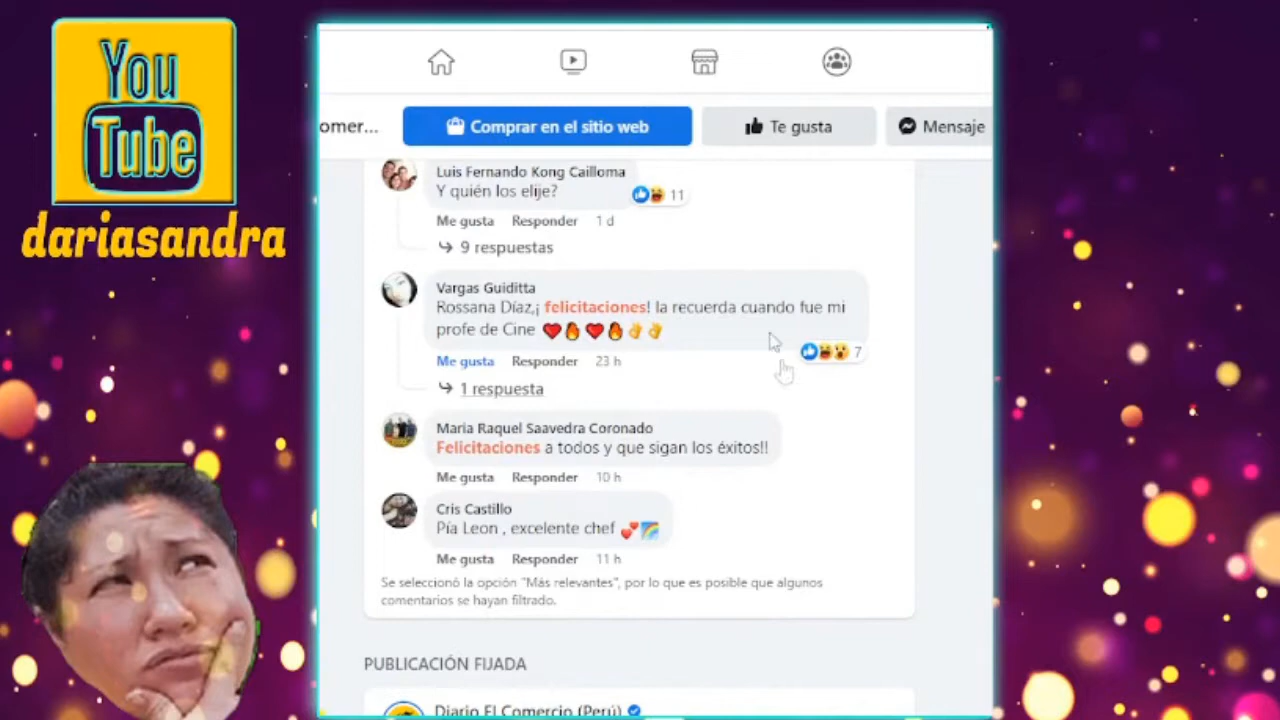 You
Tube
dariasandra
omer...
Comprar en el sitio web
Te gusta
Mensaje
Luis Fernando Kong Cailloma
Y quién los elije?
11
Me gusta Responder 1 d
9 respuestas
Vargas Guiditta
Rossana Díaz,¡ felicitaciones! la recuerda cuando fue mi
profe de Cine
7
Me gusta Responder 23 h
1 respuesta
Maria Raquel Saavedra Coronado
Felicitaciones a todos y que sigan los éxitos!!
Me gusta Responder 10 h
Cris Castillo
Pía Leon , excelente chef
Me gusta Responder 11 h
Se seleccionó la opción "Más relevantes", por lo que es posible que algunos
comentarios se hayan filtrado.
PUBLICACIÓN FIJADA
Diario El Comercio (Perú)